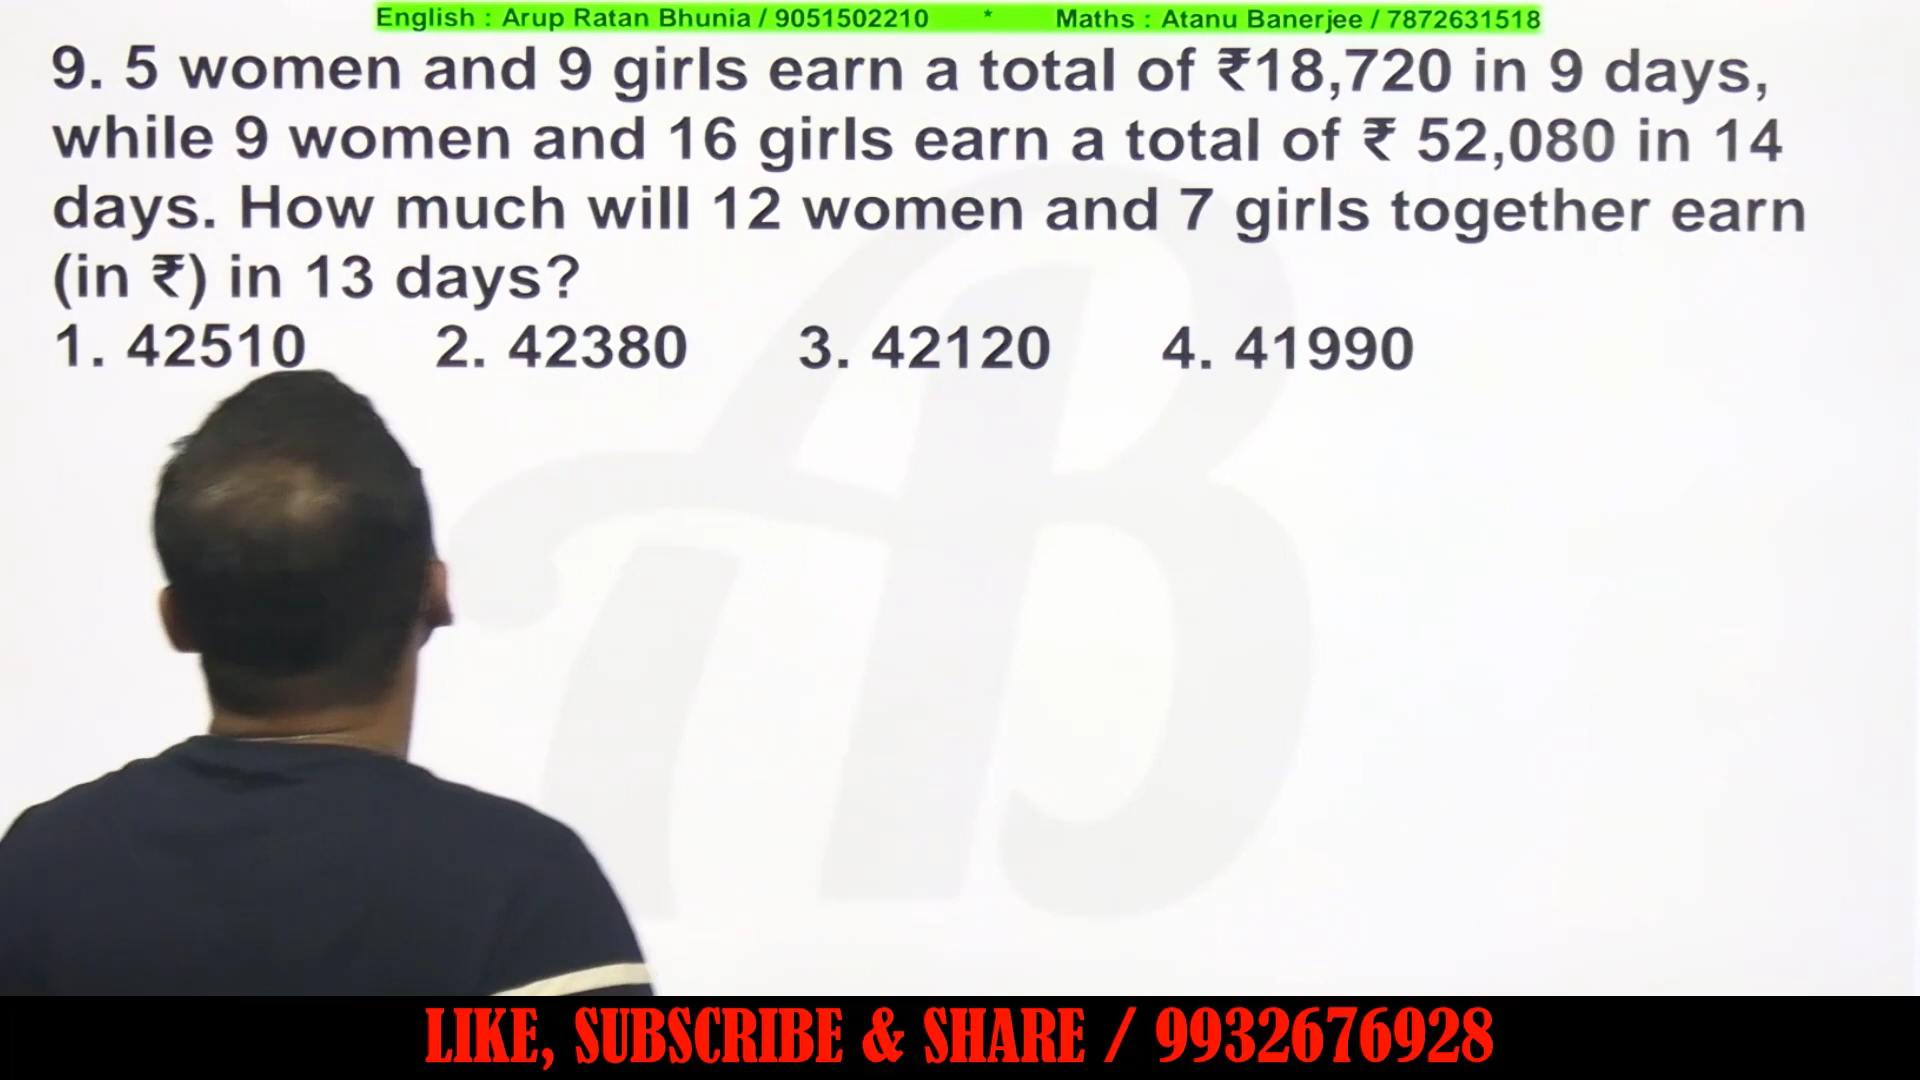 English : Arup Ratan Bhunia / 9051502210 * Maths : Atanu Banerjee / 7872631518
9. 5 women and 9 girls earn a total of ₹18,720 in 9 days,
while 9 women and 16 girls earn a total of ₹ 52,080 in 14
days. How much will 12 women and 7 girls together earn
(in ₹) in 13 days?
1. 42510 2. 42380 3. 42120 4. 41990
AB
LIKE, SUBSCRIBE & SHARE / 9932676928